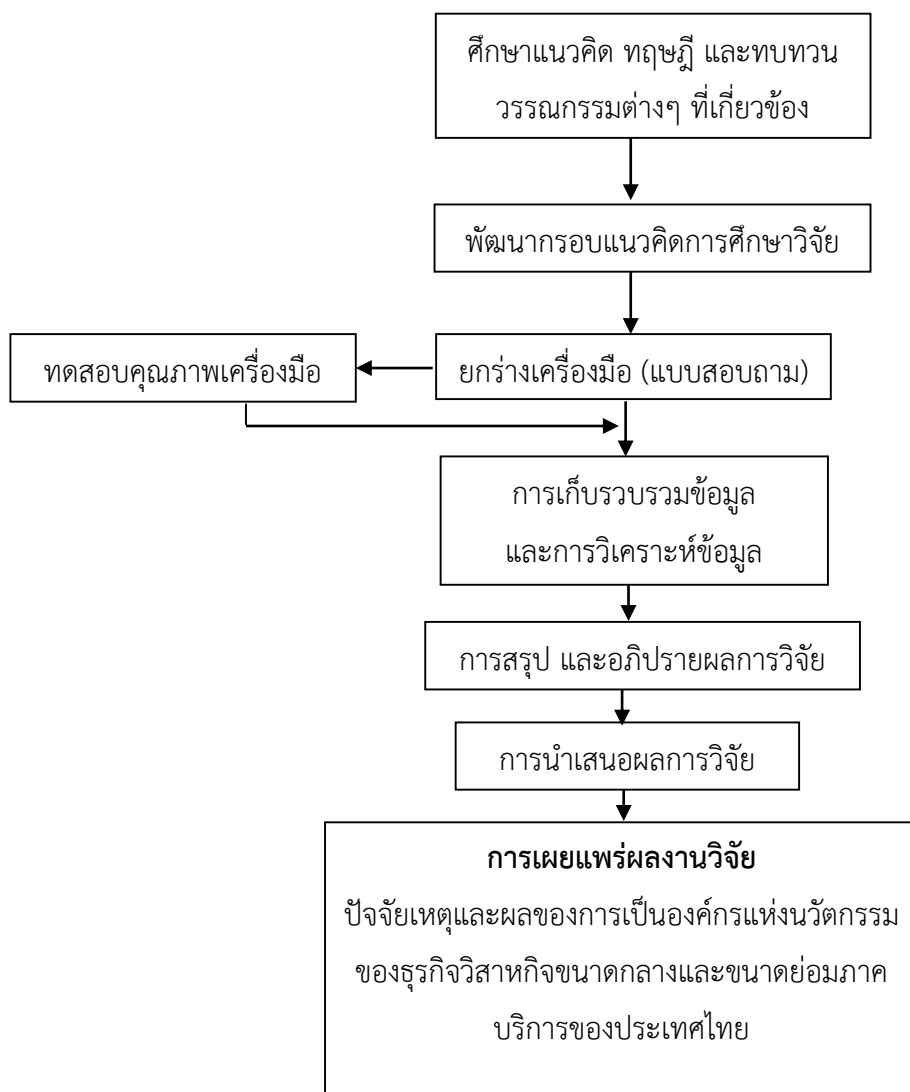 ศึกษาแนวคิด ทฤษฎี และทบทวน
วรรณกรรมต่างๆ ที่เกี่ยวข้อง
พัฒนากรอบแนวคิดการศึกษาวิจัย
ทดสอบคุณภาพเครื่องมือ
ยกร่างเครื่องมือ (แบบสอบถาม)
การเก็บรวบรวมข้อมูล
และการวิเคราะห์ข้อมูล
การสรุป และอภิปรายผลการวิจัย
การนำเสนอผลการวิจัย
การเผยแพร่ผลงานวิจัย
ปัจจัยเหตุและผลของการเป็นองค์กรแห่งนวัตกรรม
ของธุรกิจวิสาหกิจขนาดกลางและขนาดย่อมภาค
บริการของประเทศไทย